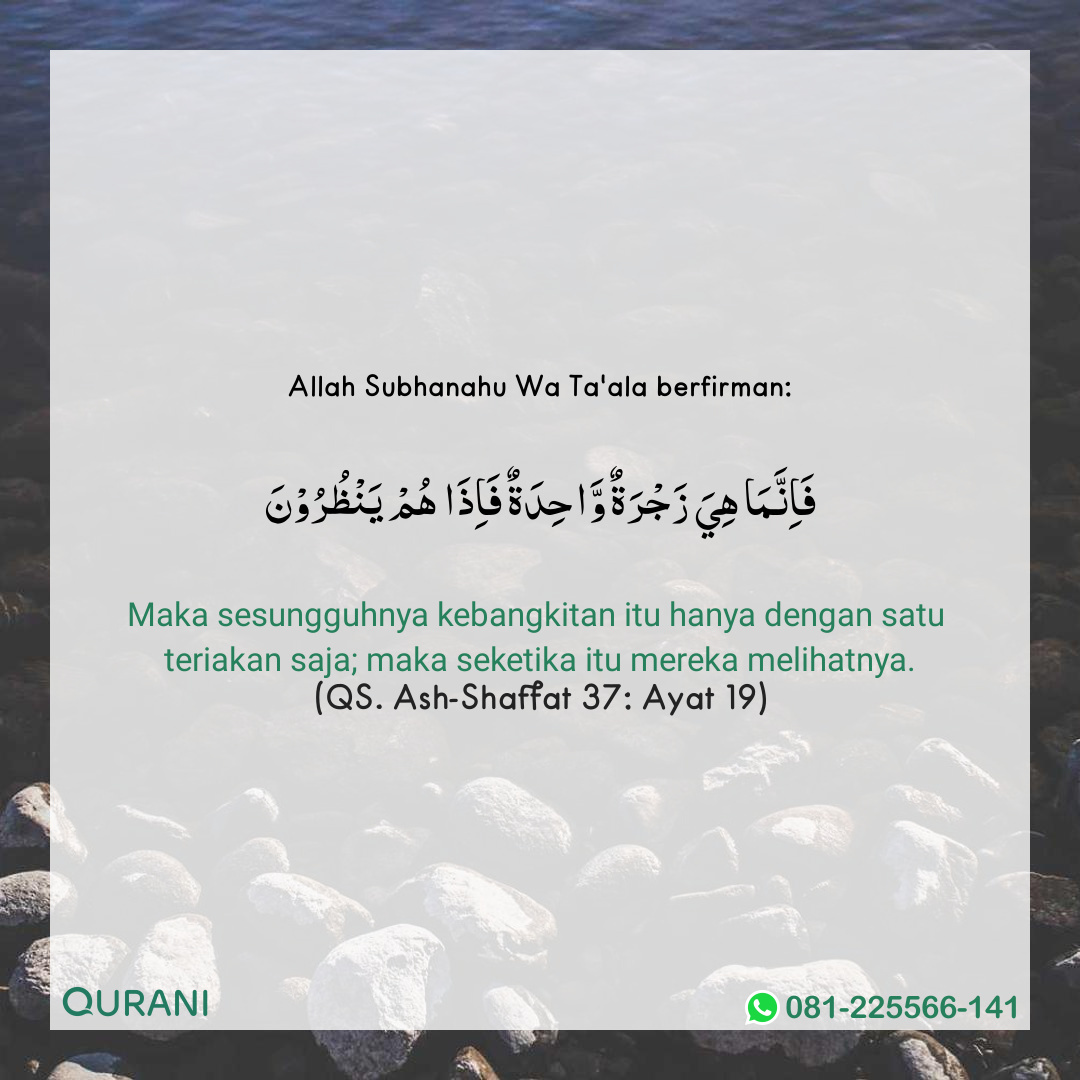 Allah Subhanahu Wa Ta'ala berfirman:
فَاِنَّمَا هِيَ زَجْرَةٌ وَّا حِدَةٌ فَاِذَا هُمْ يَنْظُرُوْنَ
Maka sesungguhnya kebangkitan itu hanya dengan satu
teriakan saja; maka seketika itu mereka melihatnya.
(QS. Ash-Shaffat 37: Ayat 19)
QURANI
081-225566-141